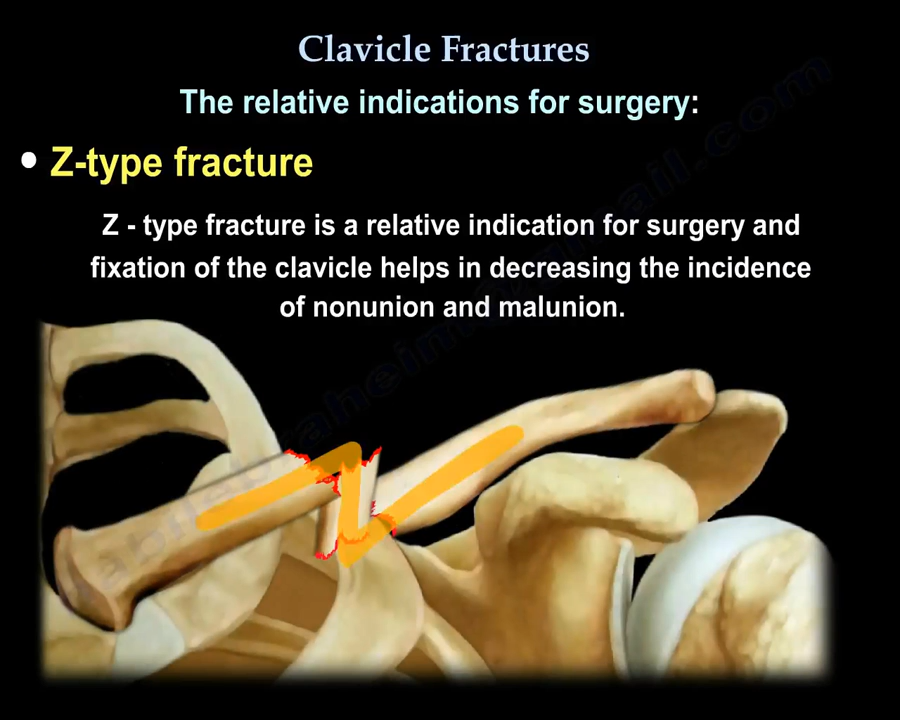 Clavicle Fractures
The relative indications for surgery:
• Z-type fracture
Z - type fracture is a relative indication for surgery and
fixation of the clavicle helps in decreasing the incidence
of nonunion and malunion.